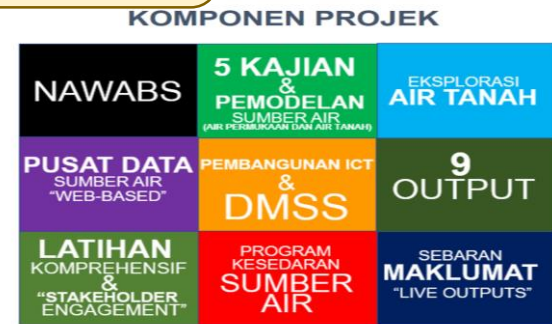 KOMPONEN PROJEK
NAWABS
5 KAJIAN
&
PEMODELAN
SUMBER AIR
(AIR PERMUKAAN DAN AIR TANAH)
EKSPLORASI
AIR TANAH
PUSAT DATA
SUMBER AIR
"WEB-BASED"
PEMBANGUNAN ICT
&
DMSS
9
OUTPUT
LATIHAN
KOMPREHENSIF
&
"STAKEHOLDER
ENGAGEMENT"
PROGRAM
KESEDARAN
SUMBER
AIR
SEBARAN
MAKLUMAT
"LIVE OUTPUTS"